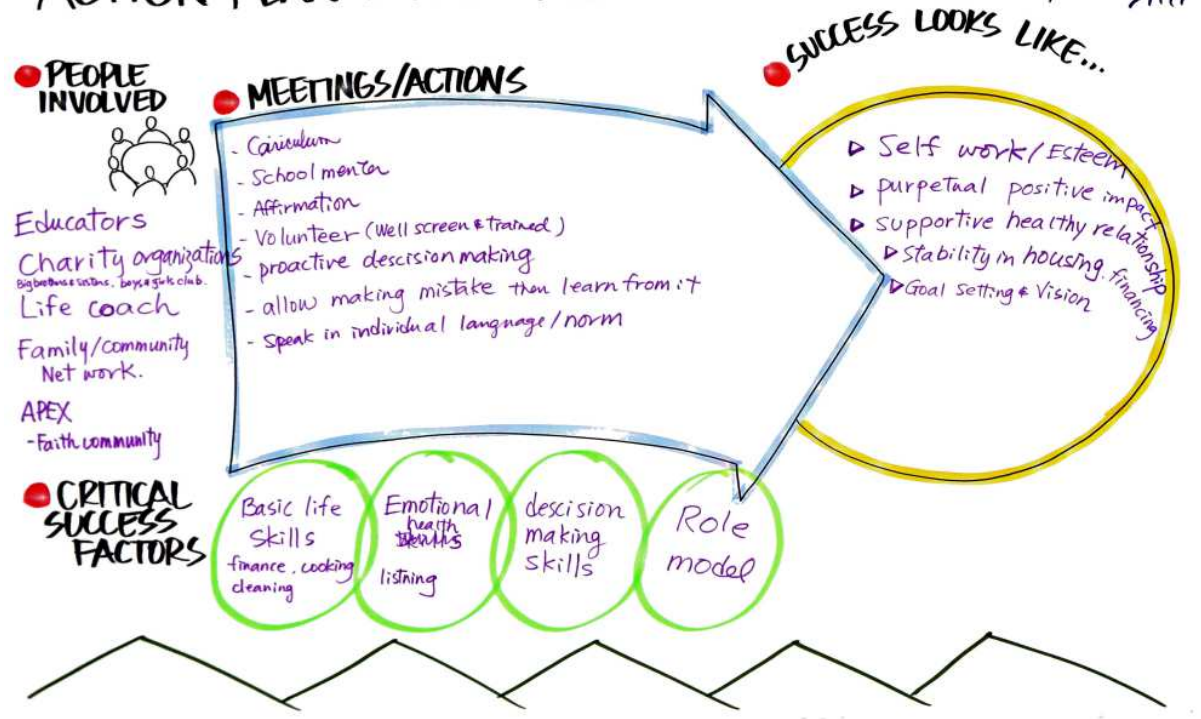 PEOPLE
INVOLVED
Educators
Charity organizations
Big brothers & sisters. boys & girls club.
Life coach
Family/community
Net work.
APEX
-Faith community
MEETINGS/ACTIONS
- School mentor
- Affirmation
- Volunteer (Well screen & trained)
- proactive descision making
- allow making mistake then learn from it
- Speak in individual language/norm
SUCCESS LOOKS LIKE...
Self work/Esteem
purpetual positive impact
supportive healthy relationship
Stability in housing. financing
Goal Setting & Vision
CRITICAL
SUCCESS
FACTORS
Basic life
Skills
finance, cooking
cleaning
Emotional
health
listning
descision
making
skills
Role
model